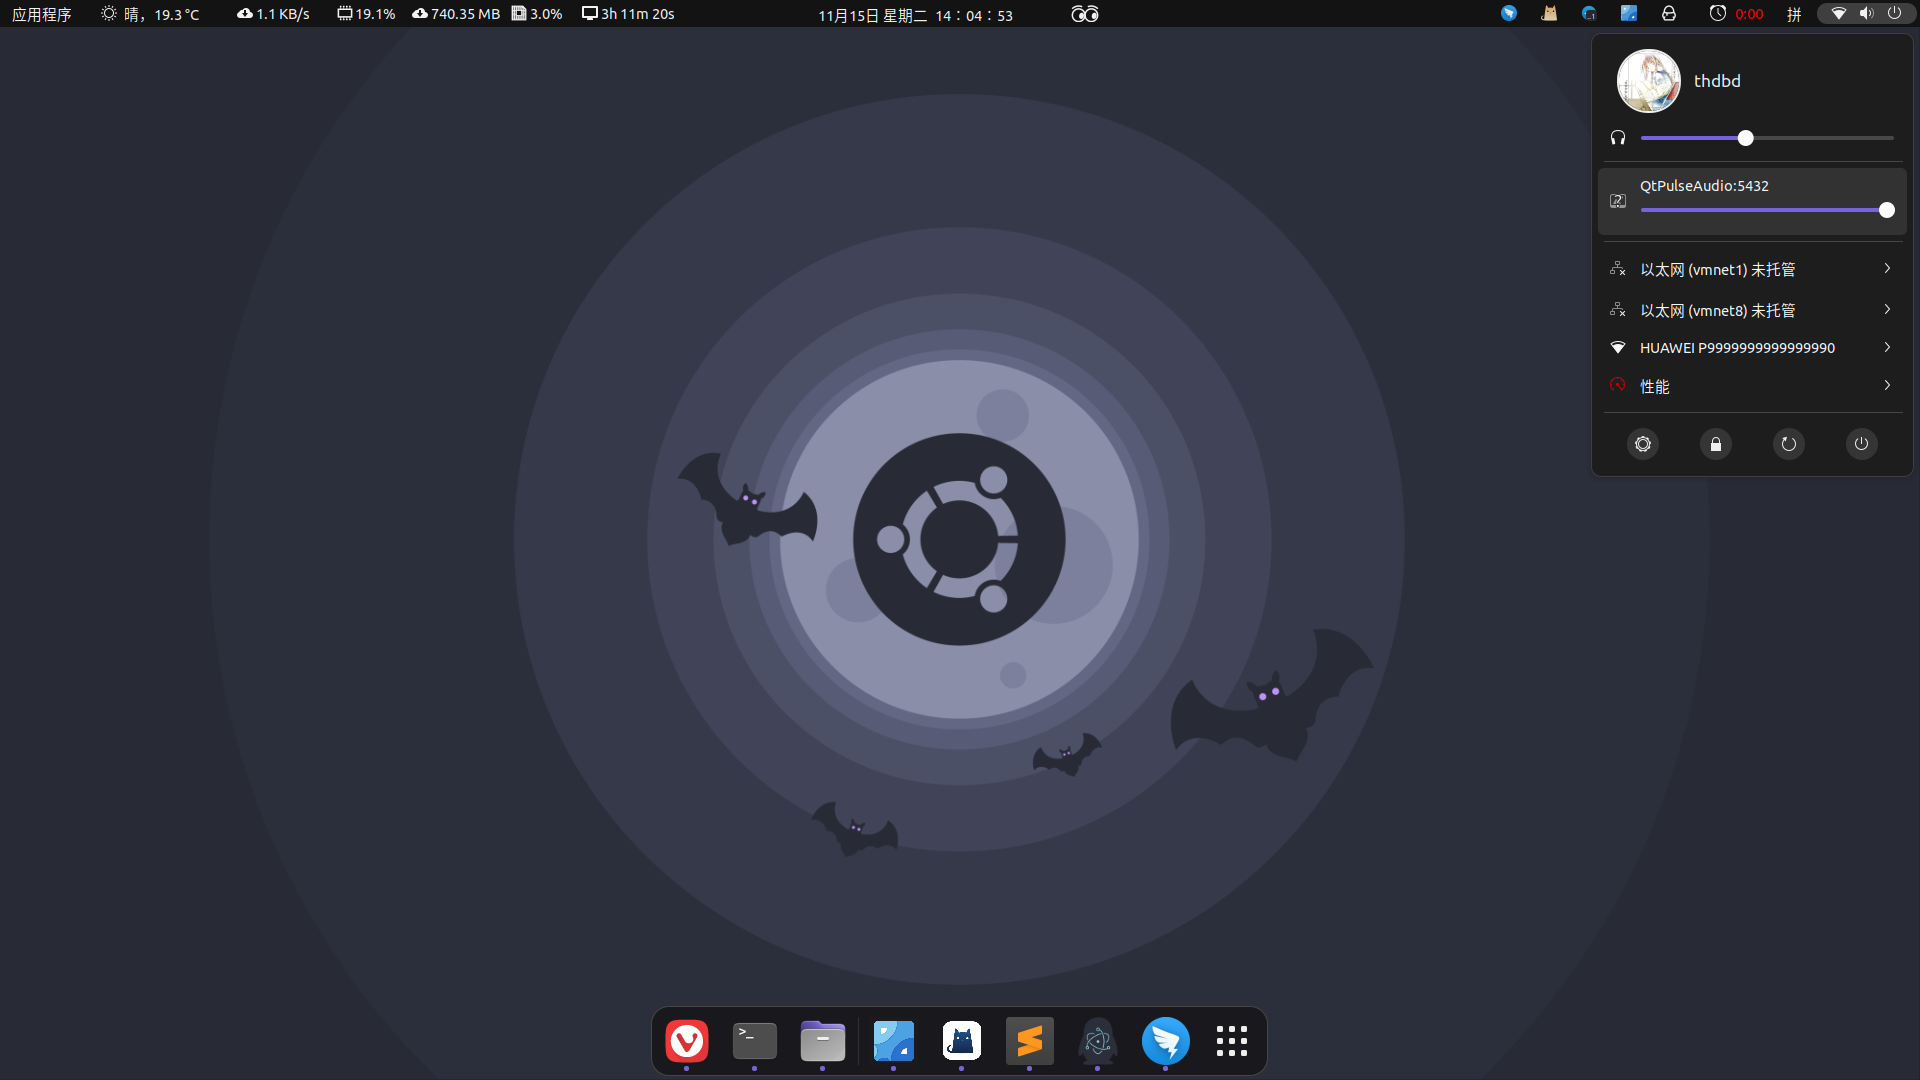 应用程序 晴，19.3 °C 1.1 KB/s 19.1% 740.35 MB 3.0% 3h 11m 20s 11月15日 星期二 14：04：53 0:00 拼
thdbd
QtPulseAudio:5432
以太网 (vmnet1) 未托管
以太网 (vmnet8) 未托管
HUAWEI P9999999999999990
性能
>_